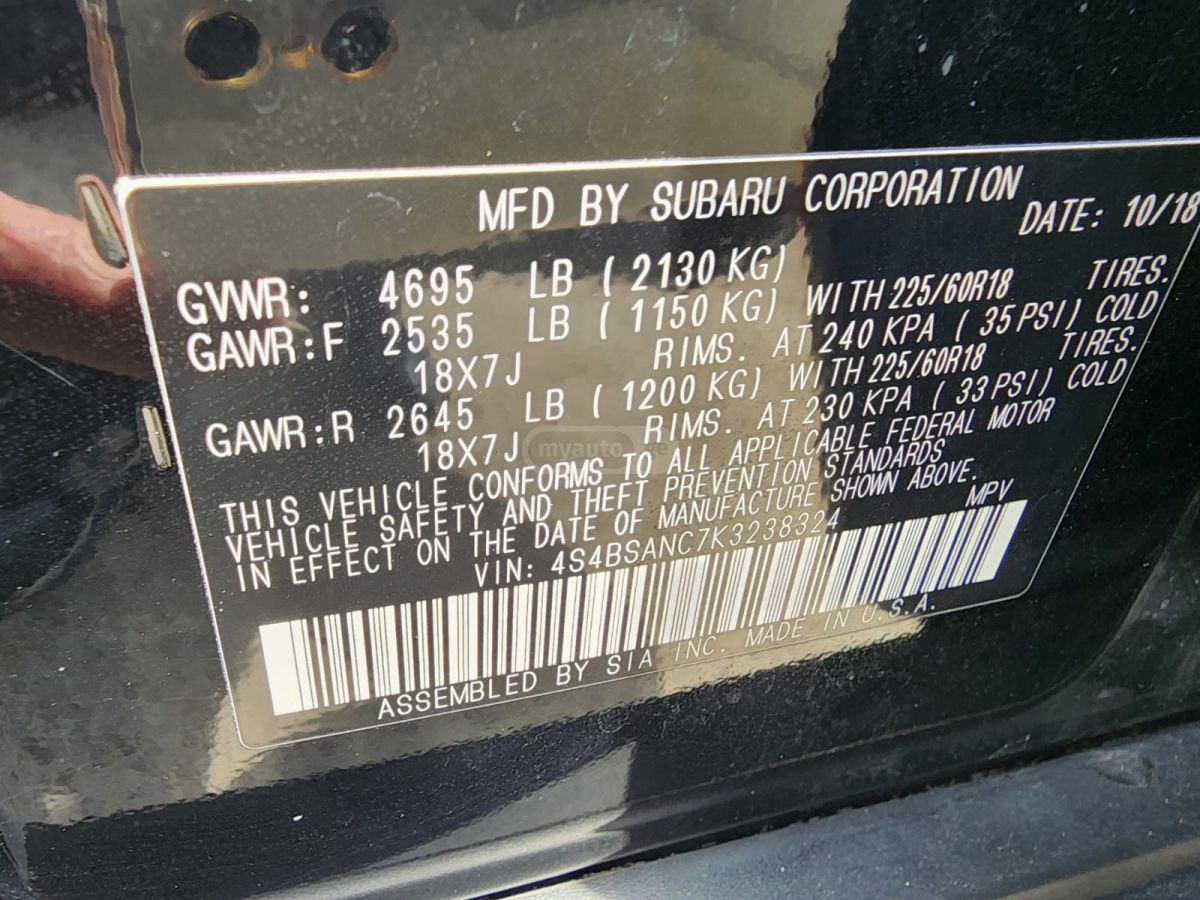 MFD BY SUBARU CORPORATION
DATE: 10/18
GVWR: 4695 LB ( 2130 KG)
GAWR:F 2535 LB ( 1150 KG) WITH 225/60R18 TIRES.
18X7J RIMS. AT 240 KPA ( 35 PSI) COLD
GAWR:R 2645 LB ( 1200 KG) WITH 225/60R18 TIRES.
18X7J RIMS. AT 230 KPA ( 33 PSI) COLD
THIS VEHICLE CONFORMS TO ALL APPLICABLE FEDERAL MOTOR
VEHICLE SAFETY AND THEFT PREVENTION STANDARDS
IN EFFECT ON THE DATE OF MANUFACTURE SHOWN ABOVE.
VIN: 4S4BSANC7K3238324 MPV
ASSEMBLED BY SIA INC. MADE IN U.S.A.
myauto.ge